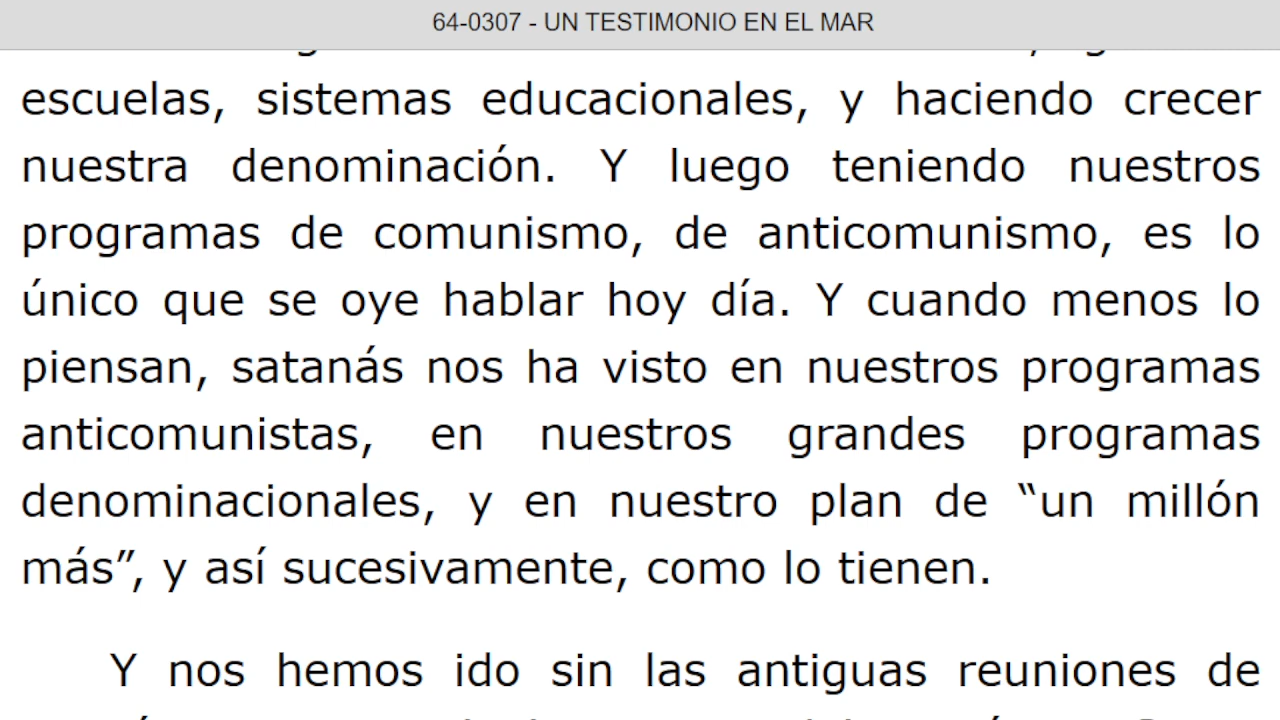 64-0307 - UN TESTIMONIO EN EL MAR
escuelas, sistemas educacionales, y haciendo crecer
nuestra denominación. Y luego teniendo nuestros
programas de comunismo, de anticomunismo, es lo
único que se oye hablar hoy día. Y cuando menos lo
piensan, satanás nos ha visto en nuestros programas
anticomunistas, en nuestros grandes programas
denominacionales, y en nuestro plan de “un millón
más”, y así sucesivamente, como lo tienen.
Y nos hemos ido sin las antiguas reuniones de